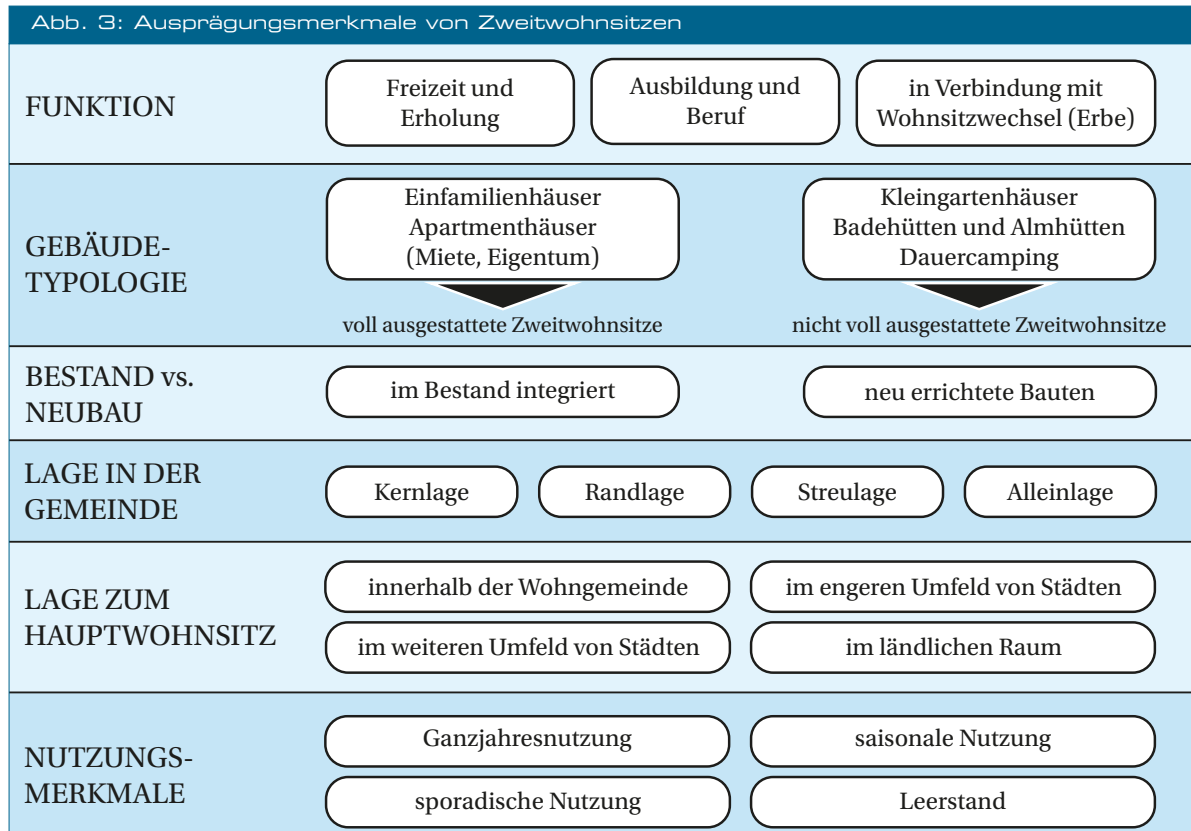 Abb. 3: Ausprägungsmerkmale von Zweitwohnsitzen
FUNKTION
Freizeit und
Erholung
Ausbildung und
Beruf
in Verbindung mit
Wohnsitzwechsel (Erbe)
GEBÄUDE-
TYPOLOGIE
Einfamilienhäuser
Apartmenthäuser
(Miete, Eigentum)
voll ausgestattete Zweitwohnsitze
Kleingartenhäuser
Badehütten und Almhütten
Dauercamping
nicht voll ausgestattete Zweitwohnsitze
BESTAND vs.
NEUBAU
im Bestand integriert
neu errichtete Bauten
LAGE IN DER
GEMEINDE
Kernlage
Randlage
Streulage
Alleinlage
LAGE ZUM
HAUPTWOHNSITZ
innerhalb der Wohngemeinde
im engeren Umfeld von Städten
im weiteren Umfeld von Städten
im ländlichen Raum
NUTZUNGS-
MERKMALE
Ganzjahresnutzung
saisonale Nutzung
sporadische Nutzung
Leerstand